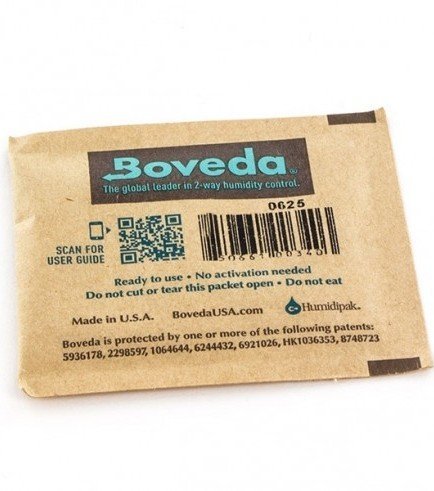 Boveda®
The global leader in 2-way humidity control.
0625
SCAN FOR
USER GUIDE
Ready to use • No activation needed
Do not cut or tear this packet open • Do not eat
Made in U.S.A.
BovedaUSA.com
Humidipak.
Boveda is protected by one or more of the following patents:
5936178, 2298597, 1064644, 6244432, 6921026, HK1036353, 8748723